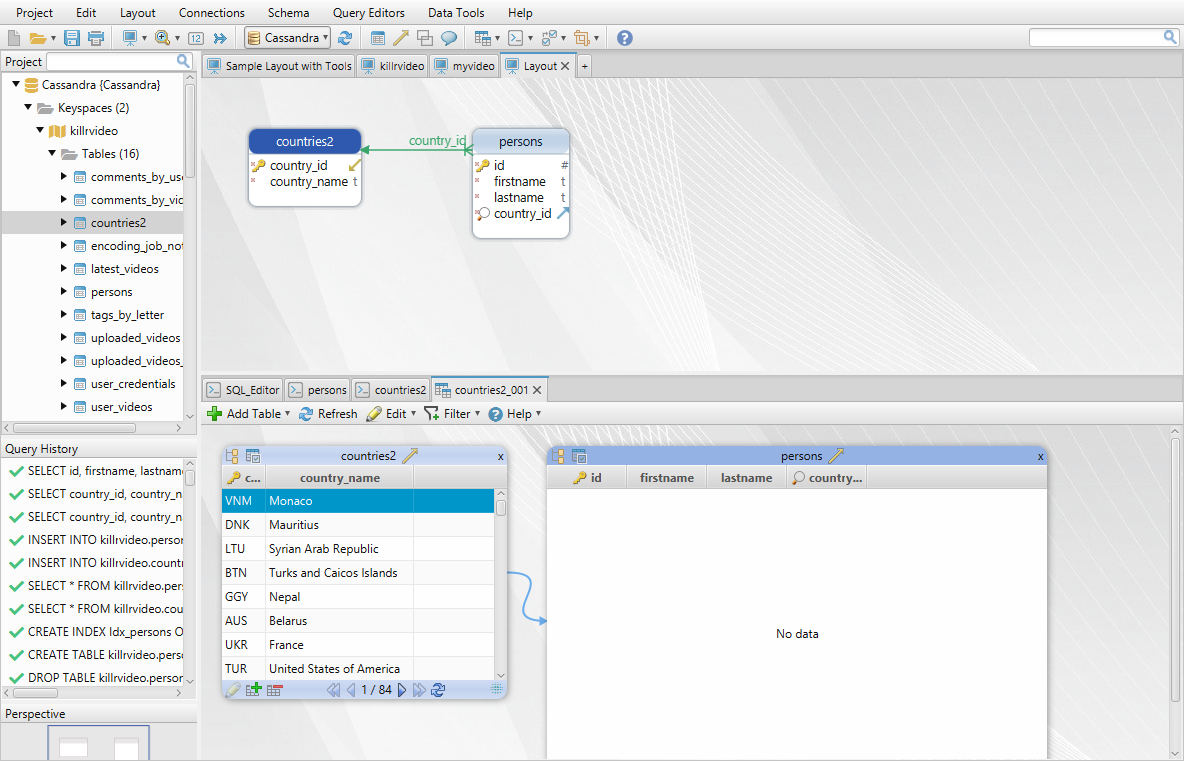 Project Edit Layout Connections Schema Query Editors Data Tools Help
12 Cassandra ?
Project
Cassandra {Cassandra}
Keyspaces (2)
killrvideo
Tables (16)
comments_by_use
comments_by_vid
countries2
encoding_job_not
latest_videos
persons
tags_by_letter
uploaded_videos
uploaded_videos_
user_credentials
user_videos
Query History
SELECT id, firstname, lastname
SELECT country_id, country_n
SELECT country_id, country_n
INSERT INTO killrvideo.person
INSERT INTO killrvideo.countr
SELECT * FROM killrvideo.pers
SELECT * FROM killrvideo.cou
CREATE INDEX Idx_persons O
CREATE TABLE killrvideo.perso
DROP TABLE killrvideo.person
Perspective
Sample Layout with Tools killrvideo myvideo Layout +
countries2
country_id
country_name t
country_id
persons
id #
firstname t
lastname t
country_id
SQL_Editor persons countries2 countries2_001
Add Table Refresh Edit Filter ? Help
countries2 x
c... country_name
VNM Monaco
DNK Mauritius
LTU Syrian Arab Republic
BTN Turks and Caicos Islands
GGY Nepal
AUS Belarus
UKR France
TUR United States of America
1 / 84
persons x
id firstname lastname country...
No data